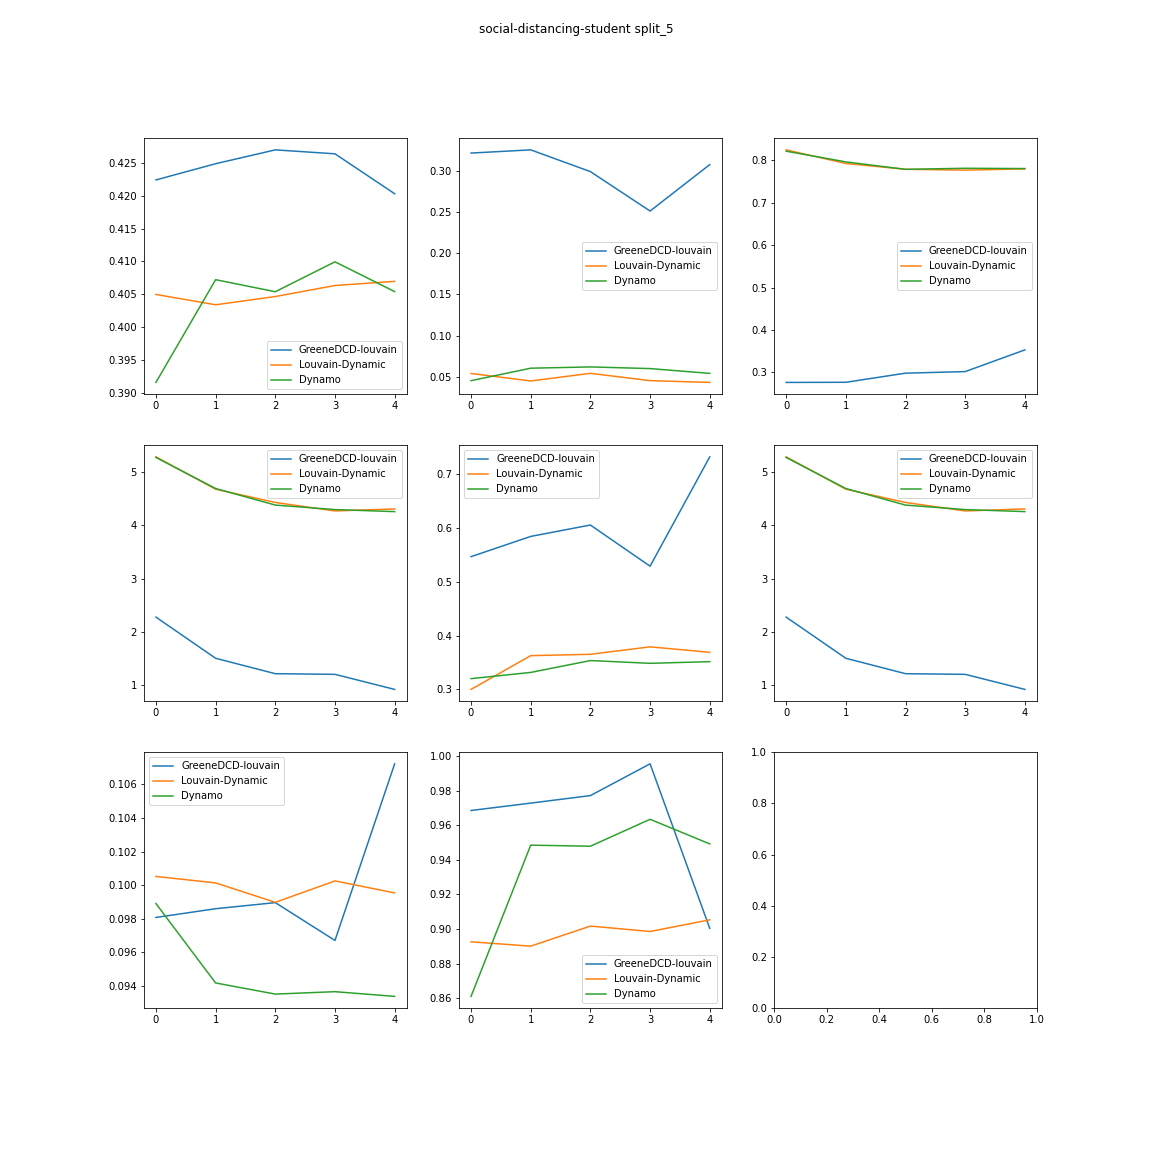 social-distancing-student split_5
0.425
0.420
0.415
0.410
0.405
0.400
0.395
0.390
0 1 2 3 4
GreeneDCD-louvain
Louvain-Dynamic
Dynamo
0.30
0.25
0.20
0.15
0.10
0.05
0 1 2 3 4
GreeneDCD-louvain
Louvain-Dynamic
Dynamo
0.8
0.7
0.6
0.5
0.4
0.3
0 1 2 3 4
GreeneDCD-louvain
Louvain-Dynamic
Dynamo
5
4
3
2
1
0 1 2 3 4
GreeneDCD-louvain
Louvain-Dynamic
Dynamo
0.7
0.6
0.5
0.4
0.3
0 1 2 3 4
GreeneDCD-louvain
Louvain-Dynamic
Dynamo
5
4
3
2
1
0 1 2 3 4
GreeneDCD-louvain
Louvain-Dynamic
Dynamo
0.106
0.104
0.102
0.100
0.098
0.096
0.094
0 1 2 3 4
GreeneDCD-louvain
Louvain-Dynamic
Dynamo
1.00
0.98
0.96
0.94
0.92
0.90
0.88
0.86
0 1 2 3 4
GreeneDCD-louvain
Louvain-Dynamic
Dynamo
1.0
0.8
0.6
0.4
0.2
0.0
0.0 0.2 0.4 0.6 0.8 1.0